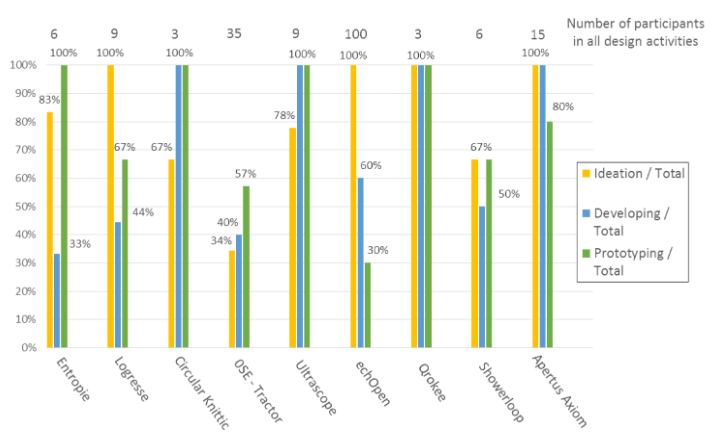 6 9 3 35 9 100 3 6 15 Number of participants
in all design activities
100% 100% 100% 100% 100% 100% 100%
100%
90%
83%
80%
80%
78%
70%
67% 67% 67%
60%
60%
57%
50%
50%
44%
40%
40%
34%
33%
30%
30%
20%
10%
0%
Ideation / Total
Developing /
Total
Prototyping /
Total
Entropie
Logresse
Circular Knittic
OSE - Tractor
Ultrascope
echOpen
Qrokee
Showerloop
Apertus Axiom